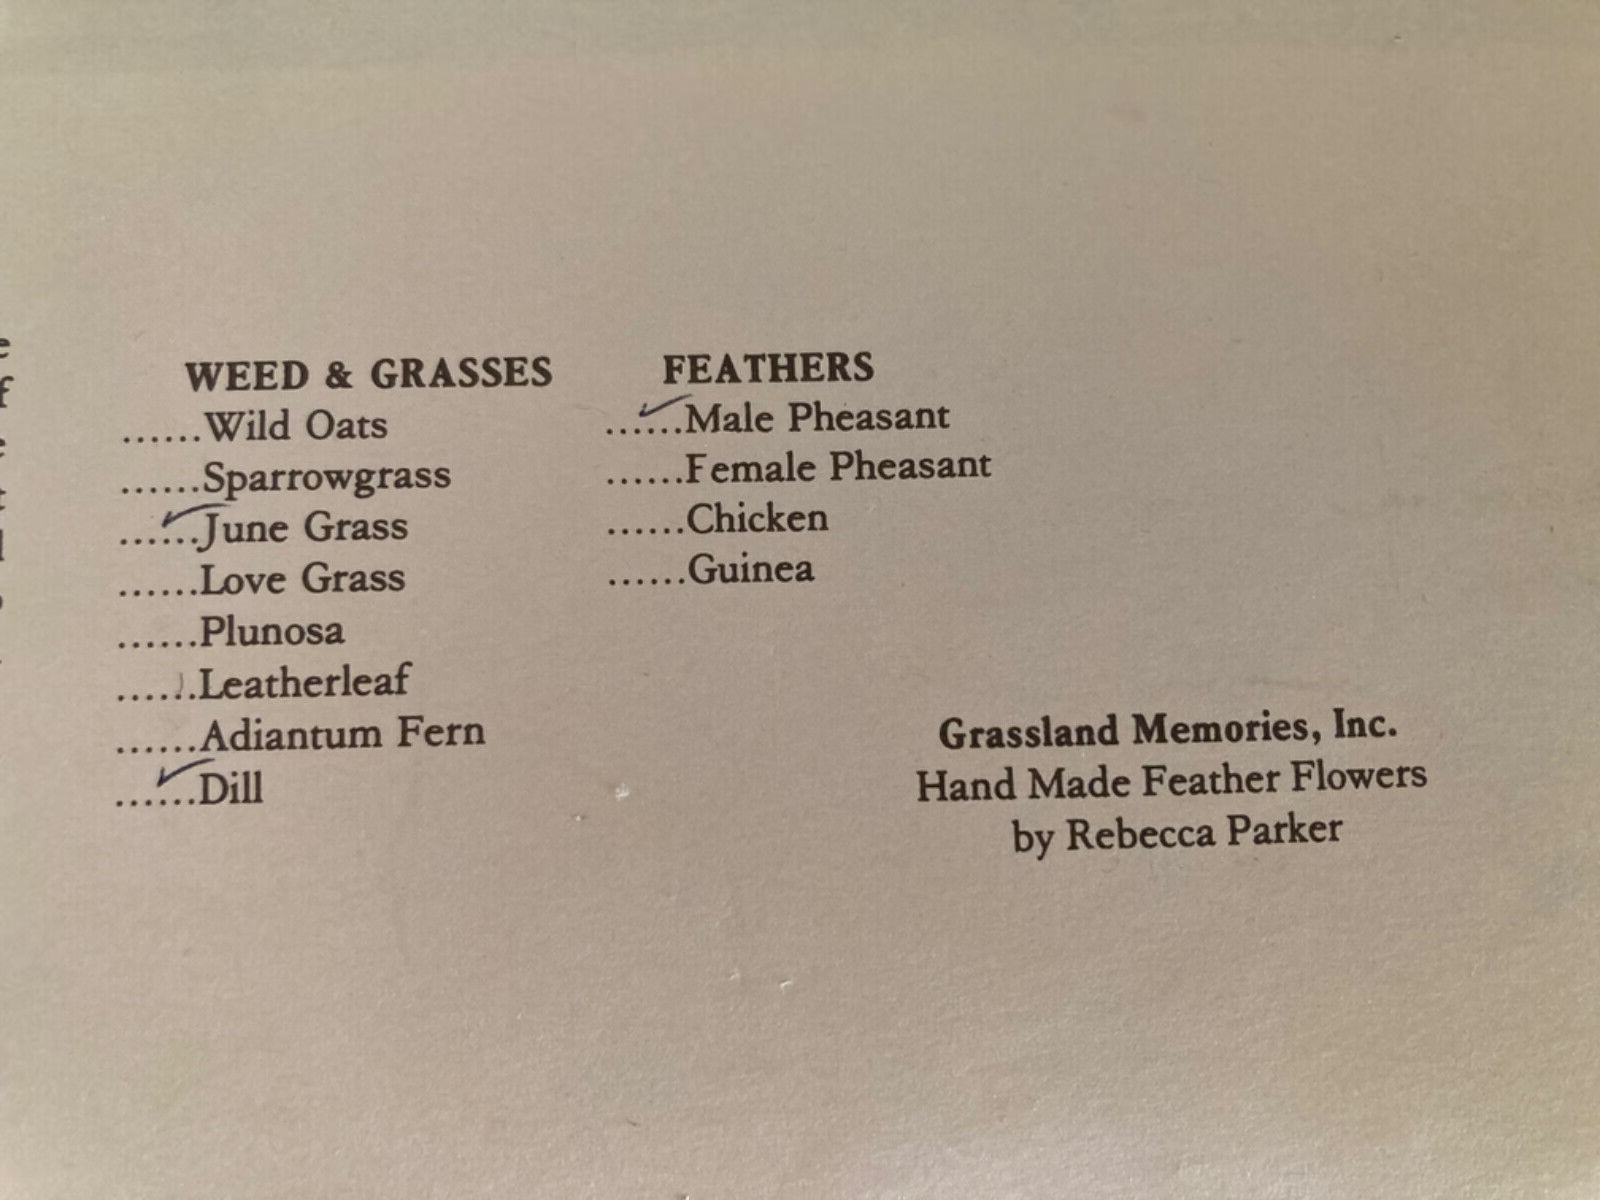 WEED & GRASSES
......Wild Oats
......Sparrowgrass
...✓...June Grass
......Love Grass
......Plunosa
......Leatherleaf
......Adiantum Fern
...✓...Dill
FEATHERS
...✓...Male Pheasant
......Female Pheasant
......Chicken
......Guinea
Grassland Memories, Inc.
Hand Made Feather Flowers
by Rebecca Parker